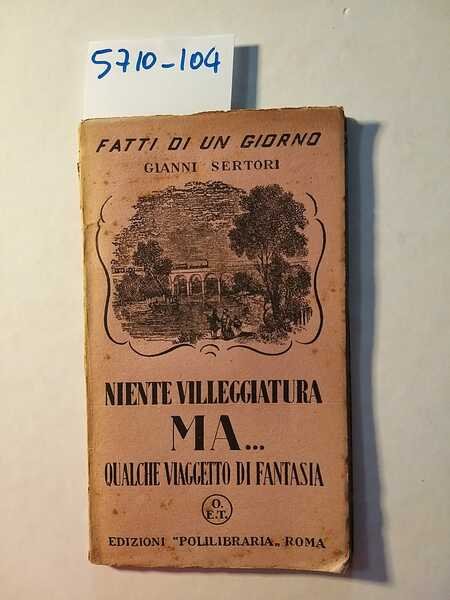 5710-104
FATTI DI UN GIORNO
GIANNI SERTORI
NIENTE VILLEGGIATURA
MA...
QUALCHE VIAGGETTO DI FANTASIA
O.
E.T.
EDIZIONI "POLILIBRARIA„ ROMA